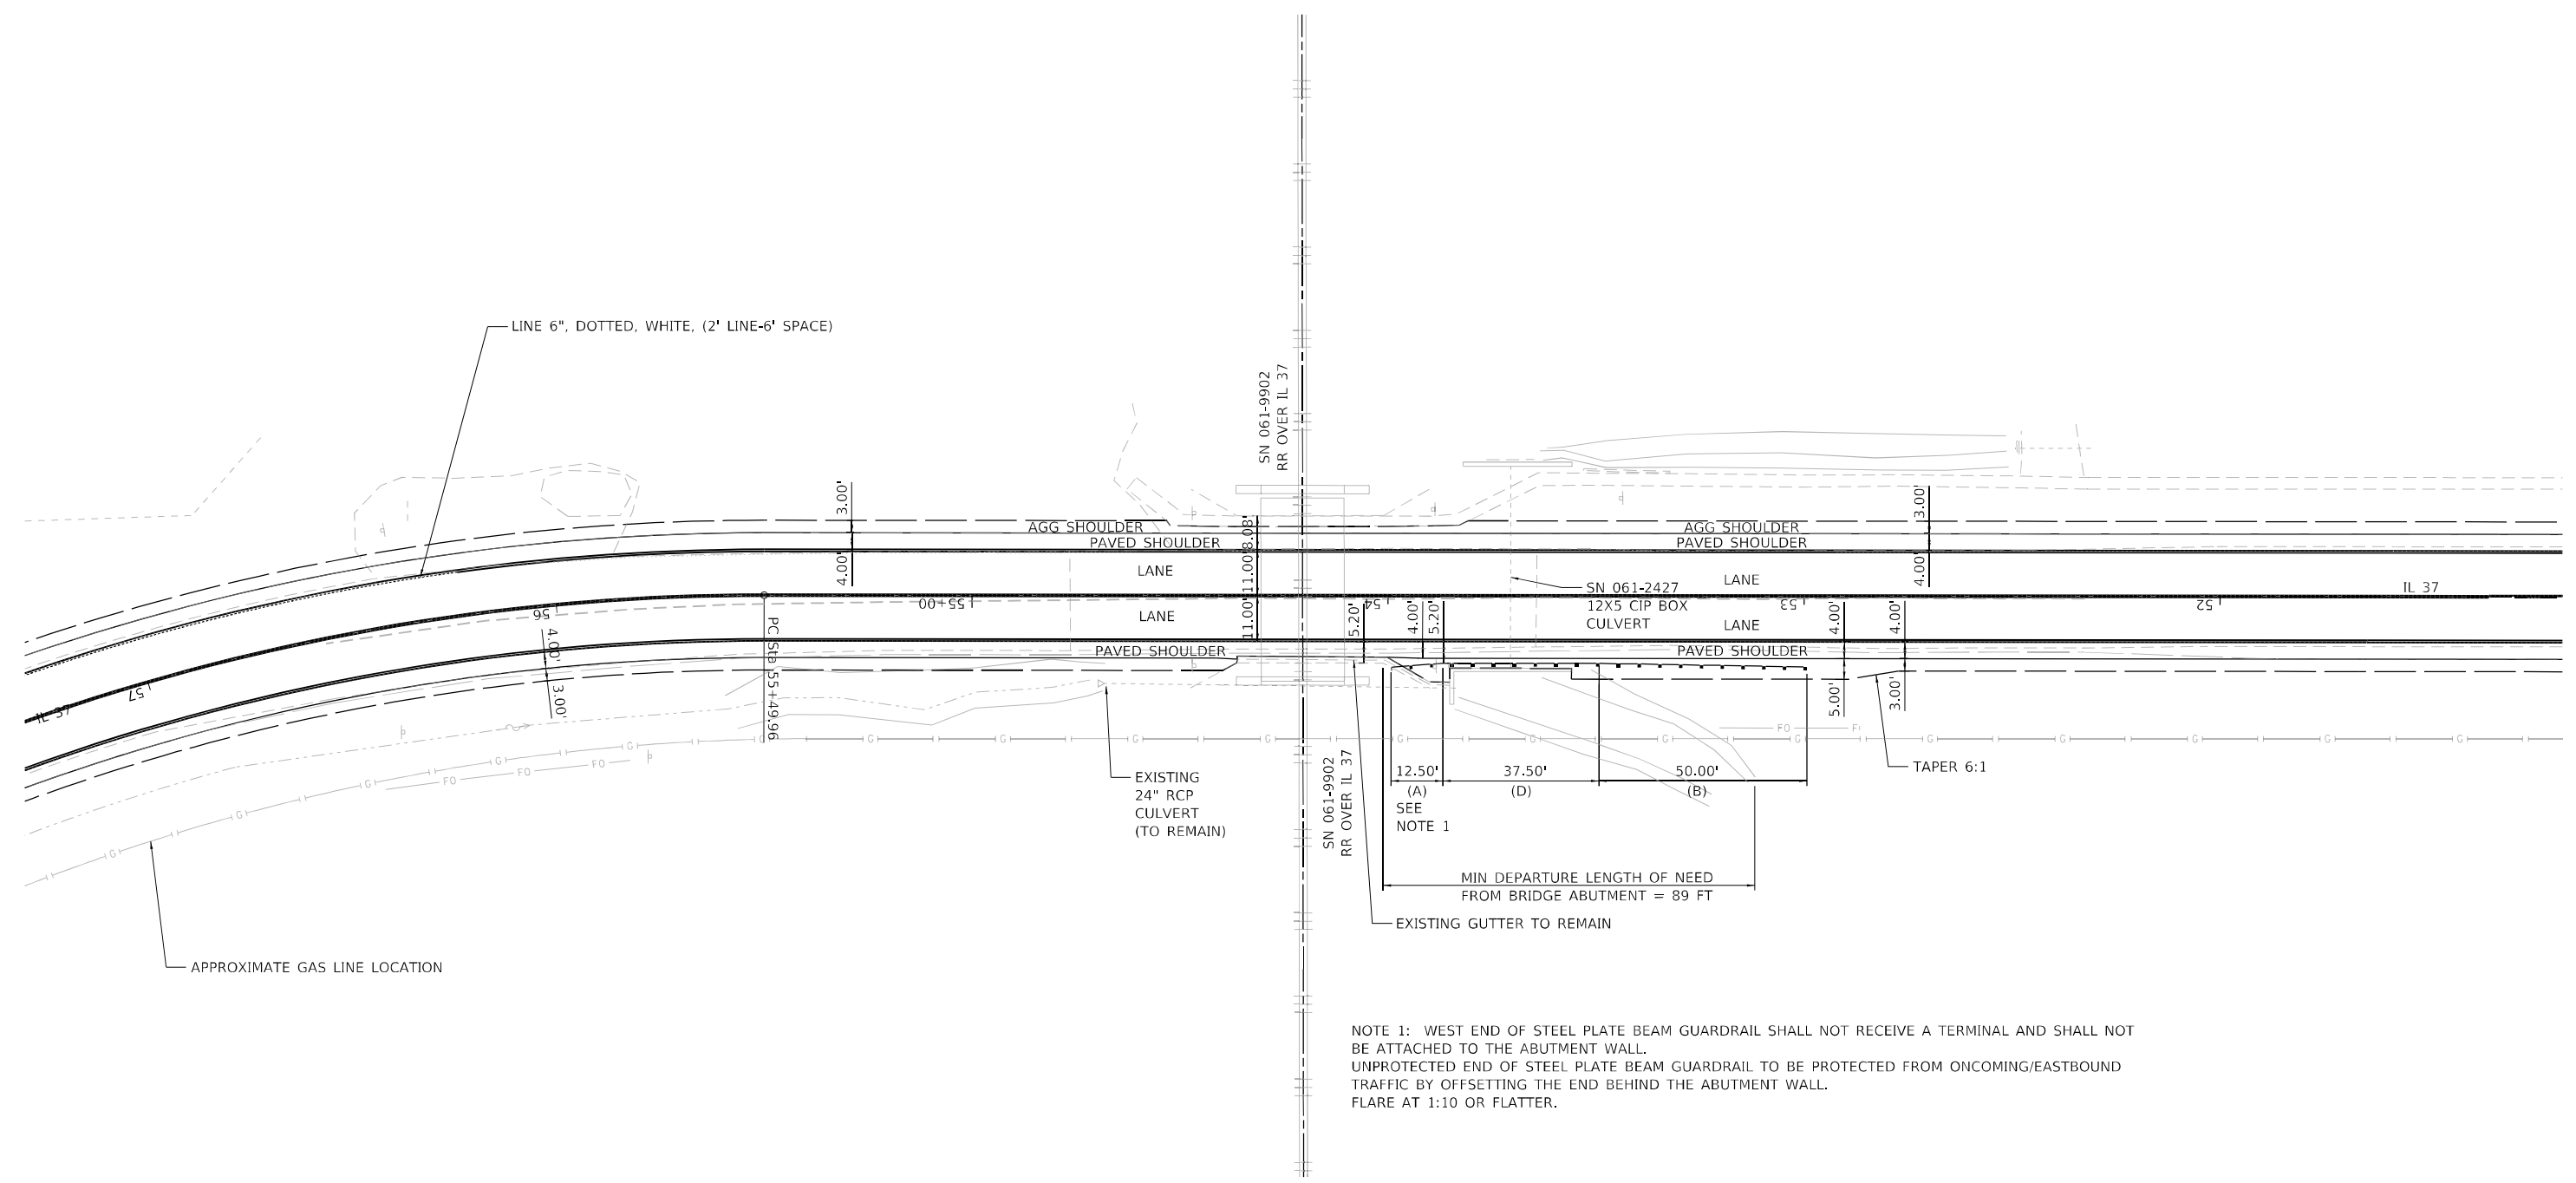 LINE 6", DOTTED, WHITE, (2' LINE-6' SPACE)
SN 061-9902
RR OVER IL 37
3.00'
4.00'
AGG SHOULDER
PAVED SHOULDER
LANE
LANE
PAVED SHOULDER
8.08'
11.00'
11.00'
AGG SHOULDER
PAVED SHOULDER
LANE
LANE
PAVED SHOULDER
3.00'
4.00'
IL 37
SN 061-2427
12X5 CIP BOX
CULVERT
57
56
55+00
54
53
52
IL 37
4.00'
3.00'
PC Sta 55+49.96
5.20'
4.00'
5.20'
4.00'
5.00'
4.00'
3.00'
TAPER 6:1
G G G G G G G G G G G G G G G G G G
FO FO FO
FO F
EXISTING
24" RCP
CULVERT
(TO REMAIN)
SN 061-9902
RR OVER IL 37
12.50'
37.50'
50.00'
(A)
(D)
(B)
SEE
NOTE 1
MIN DEPARTURE LENGTH OF NEED
FROM BRIDGE ABUTMENT = 89 FT
EXISTING GUTTER TO REMAIN
APPROXIMATE GAS LINE LOCATION
NOTE 1: WEST END OF STEEL PLATE BEAM GUARDRAIL SHALL NOT RECEIVE A TERMINAL AND SHALL NOT
BE ATTACHED TO THE ABUTMENT WALL.
UNPROTECTED END OF STEEL PLATE BEAM GUARDRAIL TO BE PROTECTED FROM ONCOMING/EASTBOUND
TRAFFIC BY OFFSETTING THE END BEHIND THE ABUTMENT WALL.
FLARE AT 1:10 OR FLATTER.